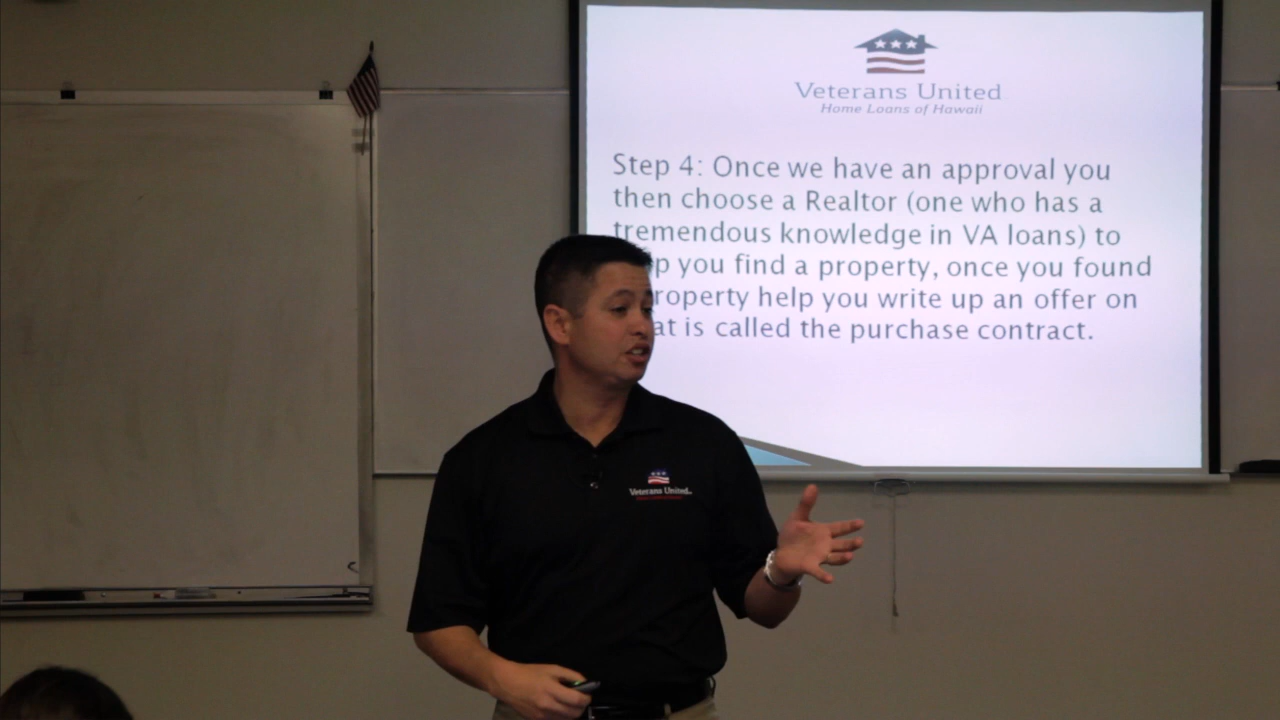 Veterans United
Home Loans of Hawaii
Step 4: Once we have an approval you
then choose a Realtor (one who has a
tremendous knowledge in VA loans) to
p you find a property, once you found
roperty help you write up an offer on
at is called the purchase contract.
Veterans United